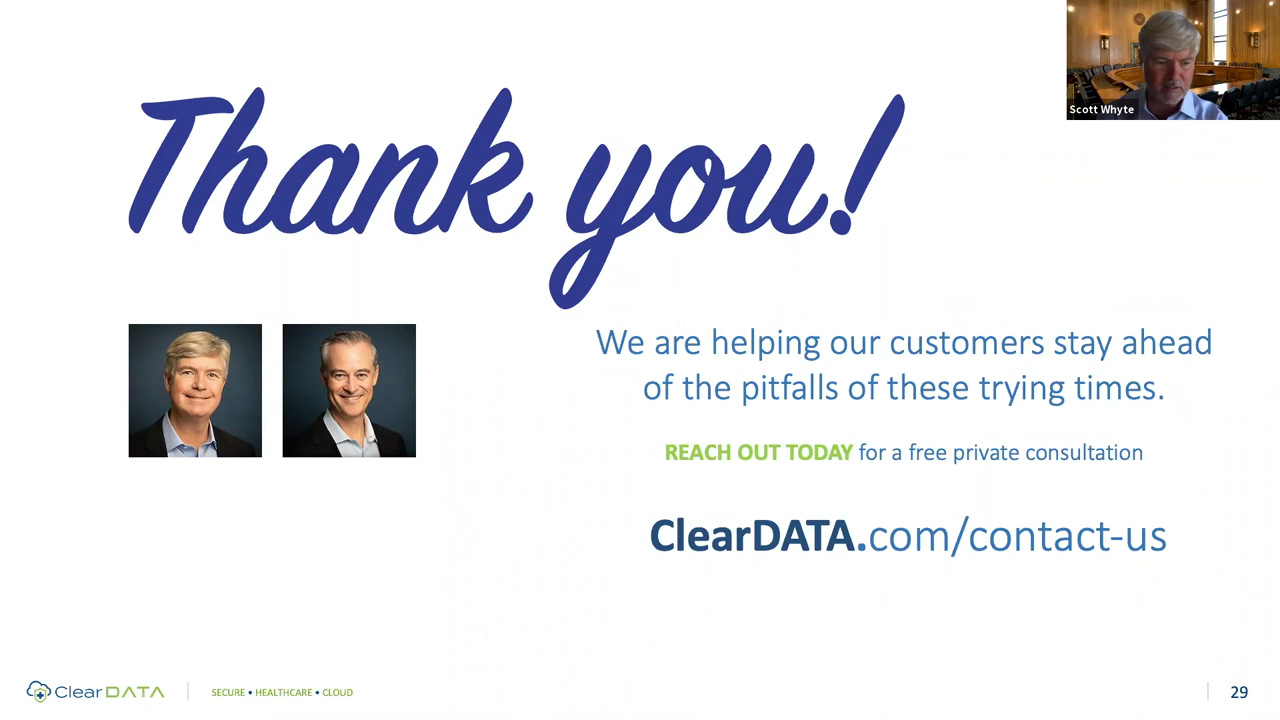 Scott Whyte
Thank you!
We are helping our customers stay ahead
of the pitfalls of these trying times.
REACH OUT TODAY for a free private consultation
ClearDATA.com/contact-us
ClearDATA
SECURE • HEALTHCARE • CLOUD
29